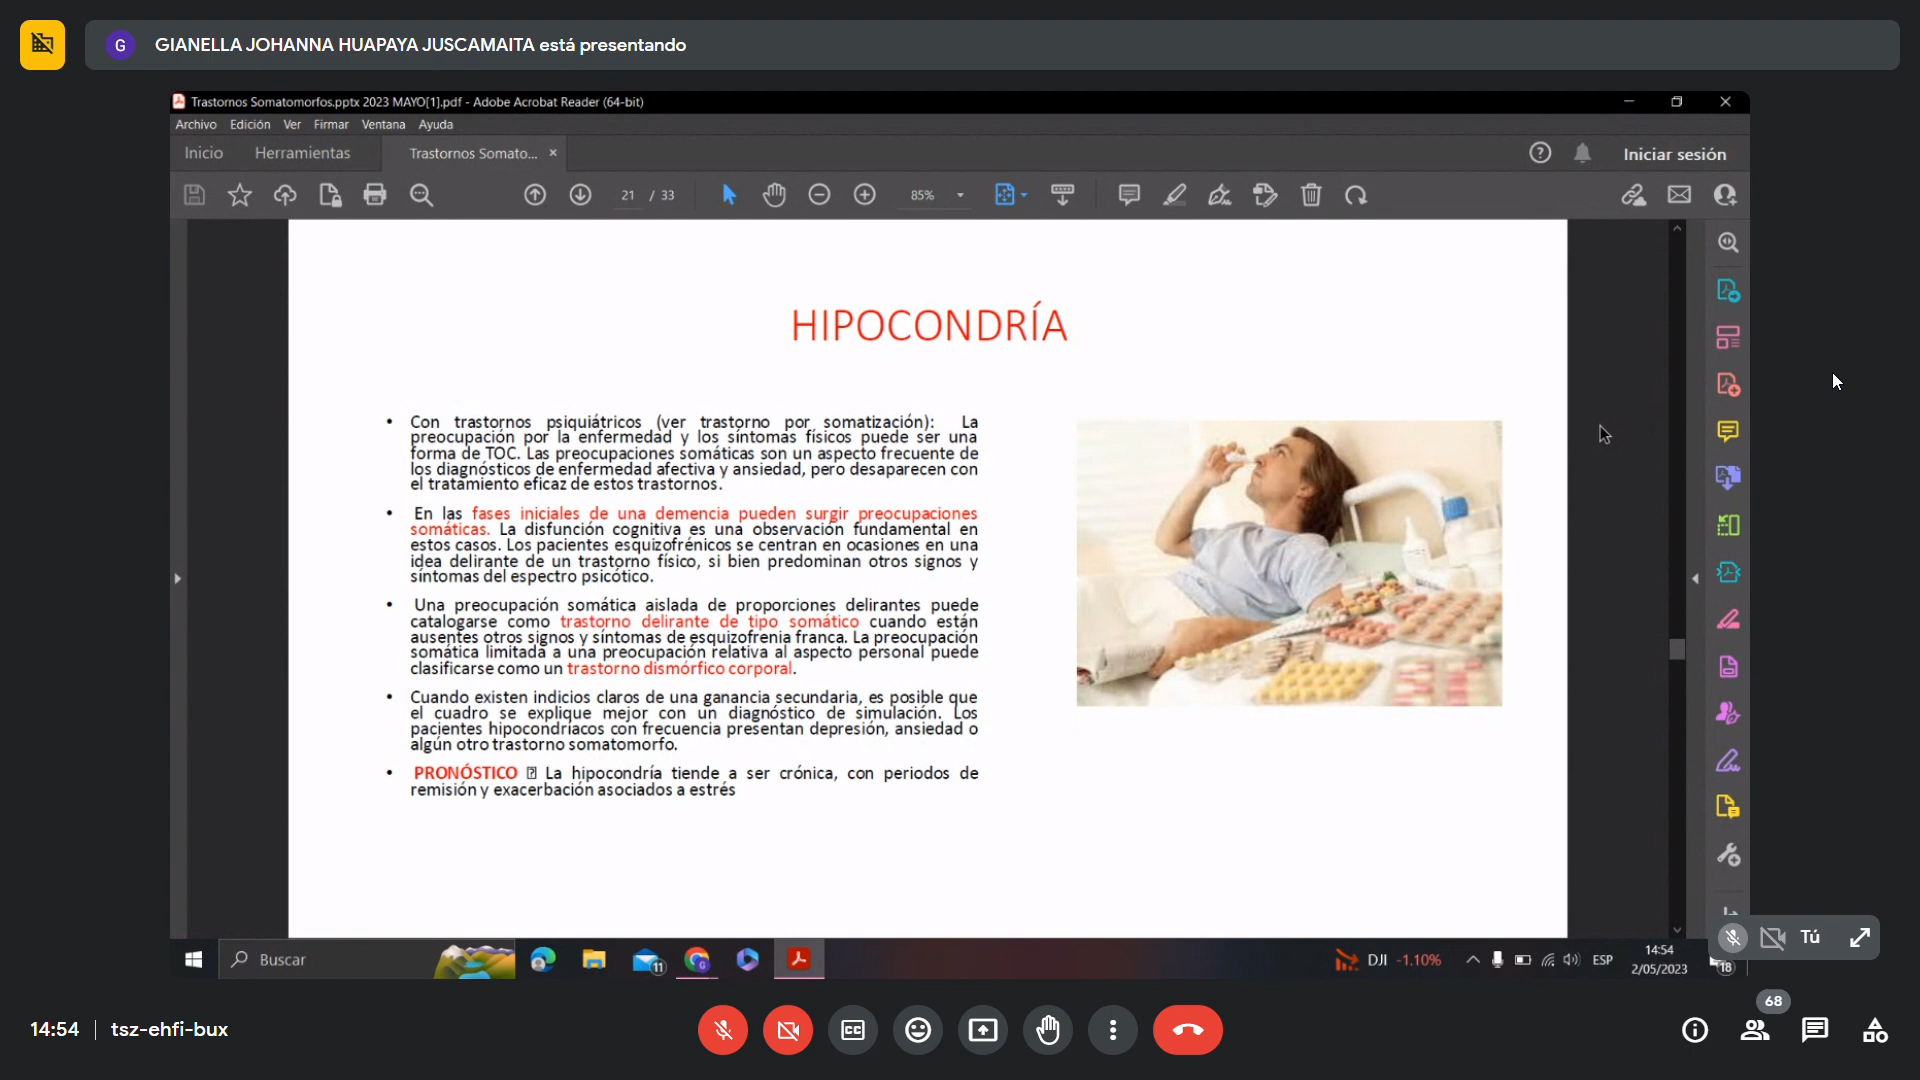 G GIANELLA JOHANNA HUAPAYA JUSCAMAITA está presentando
Trastornos Somatomorfos.pptx 2023 MAYO[1].pdf - Adobe Acrobat Reader (64-bit)
Archivo Edición Ver Firmar Ventana Ayuda
Inicio Herramientas Trastornos Somato... Iniciar sesión
21 / 33 85%
HIPOCONDRÍA
• Con trastornos psiquiátricos (ver trastorno por somatización): La
preocupación por la enfermedad y los síntomas físicos puede ser una
forma de TOC. Las preocupaciones somáticas son un aspecto frecuente de
los diagnósticos de enfermedad afectiva y ansiedad, pero desaparecen con
el tratamiento eficaz de estos trastornos.
• En las fases iniciales de una demencia pueden surgir preocupaciones
somáticas. La disfunción cognitiva es una observación fundamental en
estos casos. Los pacientes esquizofrénicos se centran en ocasiones en una
idea delirante de un trastorno físico, si bien predominan otros signos y
síntomas del espectro psicótico.
• Una preocupación somática aislada de proporciones delirantes puede
catalogarse como trastorno delirante de tipo somático cuando están
ausentes otros signos y síntomas de esquizofrenia franca. La preocupación
somática limitada a una preocupación relativa al aspecto personal puede
clasificarse como un trastorno dismórfico corporal.
• Cuando existen indicios claros de una ganancia secundaria, es posible que
el cuadro se explique mejor con un diagnóstico de simulación. Los
pacientes hipocondríacos con frecuencia presentan depresión, ansiedad o
algún otro trastorno somatomorfo.
• PRONÓSTICO La hipocondría tiende a ser crónica, con periodos de
remisión y exacerbación asociados a estrés
Tú
Buscar 11 G DJI -1.10% ESP 14:54
2/05/2023 18
68
14:54 | tsz-ehfi-bux